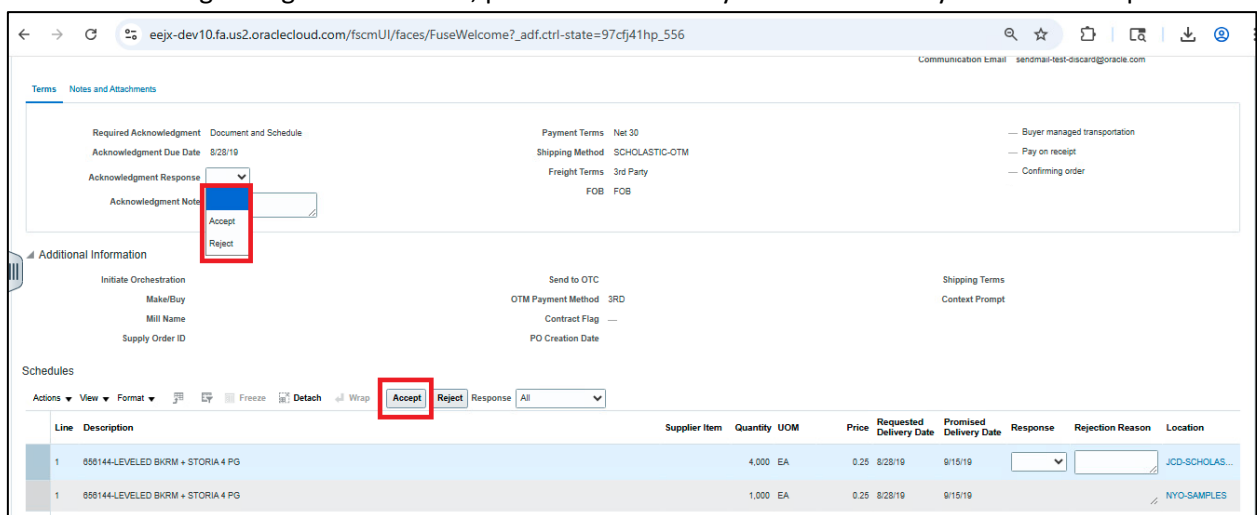 eejx-dev10.fa.us2.oraclecloud.com/fscmUI/faces/FuseWelcome?_adf.ctrl-state=97cfj41hp_556
Communication Email sendmail-test-discard@oracle.com
Terms Notes and Attachments
Required Acknowledgment Document and Schedule Payment Terms Net 30 — Buyer managed transportation
Acknowledgment Due Date 8/28/19 Shipping Method SCHOLASTIC-OTM — Pay on receipt
Acknowledgment Response Freight Terms 3rd Party — Confirming order
Acknowledgment Note FOB FOB
Accept
Reject
Additional Information
Initiate Orchestration Send to OTC Shipping Terms
Make/Buy OTM Payment Method 3RD Context Prompt
Mill Name Contract Flag —
Supply Order ID PO Creation Date
Schedules
Actions View Format Freeze Detach Wrap Accept Reject Response All
Line Description Supplier Item Quantity UOM Price Requested Delivery Date Promised Delivery Date Response Rejection Reason Location
1 656144-LEVELED BKRM + STORIA 4 PG 4,000 EA 0.25 8/28/19 9/15/19 JCD-SCHOLAS...
1 656144-LEVELED BKRM + STORIA 4 PG 1,000 EA 0.25 8/28/19 9/15/19 NYO-SAMPLES